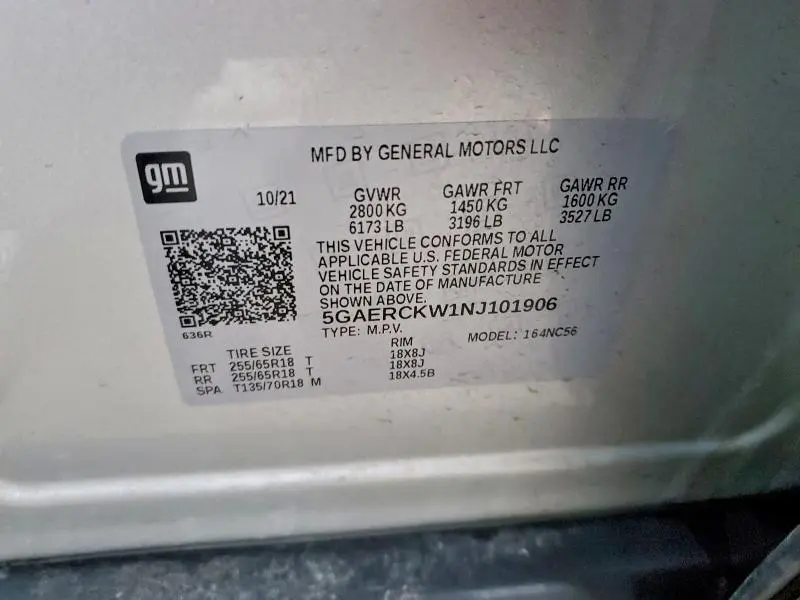 gm
MFD BY GENERAL MOTORS LLC
10/21 GVWR GAWR FRT GAWR RR
2800 KG 1450 KG 1600 KG
6173 LB 3196 LB 3527 LB
THIS VEHICLE CONFORMS TO ALL
APPLICABLE U.S. FEDERAL MOTOR
VEHICLE SAFETY STANDARDS IN EFFECT
ON THE DATE OF MANUFACTURE
SHOWN ABOVE.
5GAERCKW1NJ101906
636R TYPE: M.P.V. MODEL: 164NC56
TIRE SIZE RIM
FRT 255/65R18 T 18X8J
RR 255/65R18 T 18X8J
SPA T135/70R18 M 18X4.5B